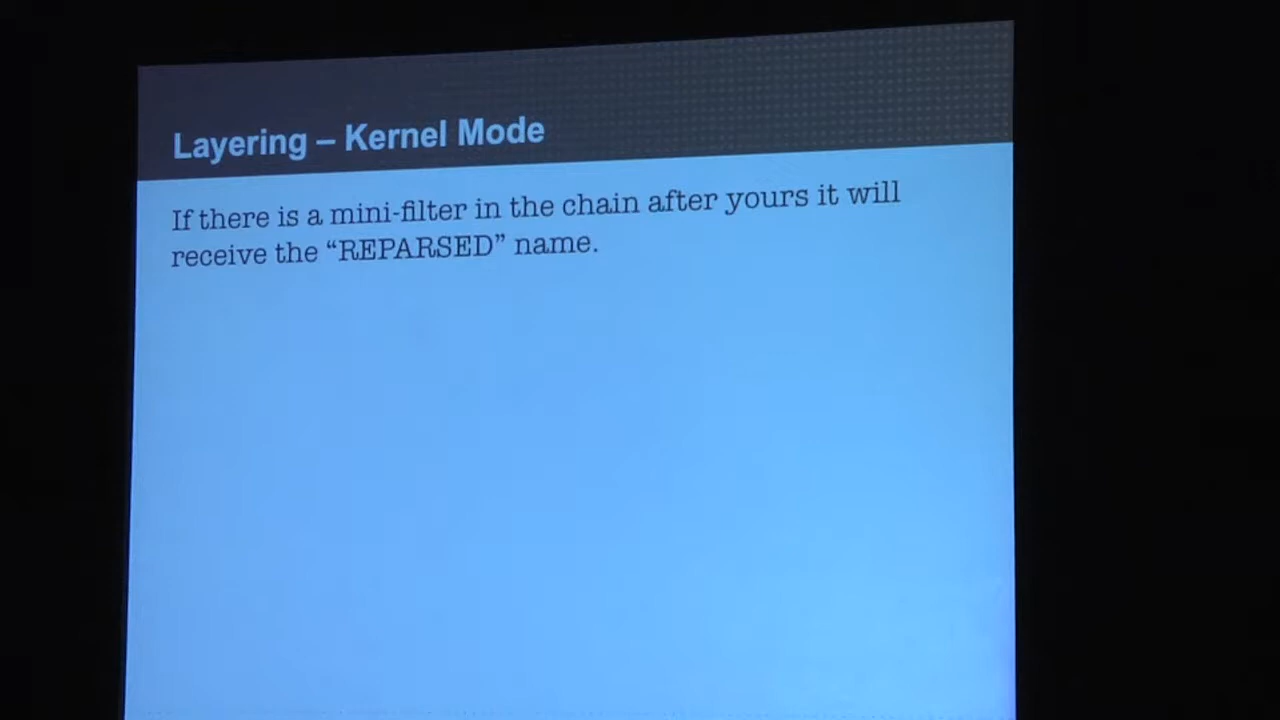 Layering – Kernel Mode
If there is a mini-filter in the chain after yours it will
receive the “REPARSED” name.